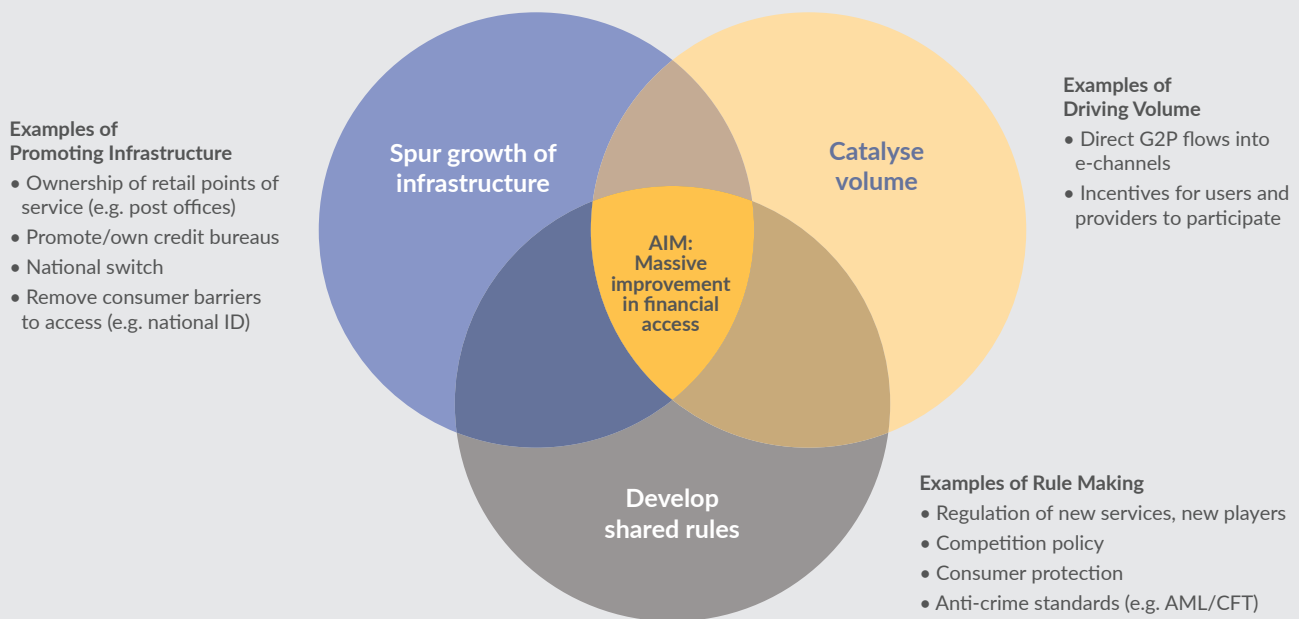 Examples of
Promoting Infrastructure
• Ownership of retail points of
service (e.g. post offices)
• Promote/own credit bureaus
• National switch
• Remove consumer barriers
to access (e.g. national ID)
Spur growth of
infrastructure
Catalyse
volume
AIM:
Massive
improvement
in financial
access
Develop
shared rules
Examples of
Driving Volume
• Direct G2P flows into
e-channels
• Incentives for users and
providers to participate
Examples of Rule Making
• Regulation of new services, new players
• Competition policy
• Consumer protection
• Anti-crime standards (e.g. AML/CFT)